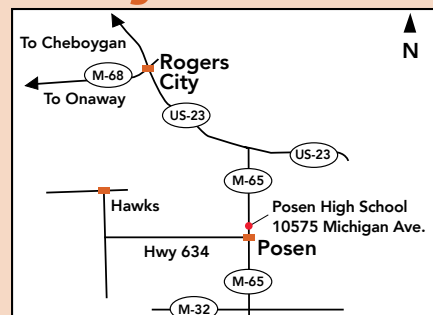 To Cheboygan
N
Rogers
City
M-68
To Onaway
US-23
US-23
M-65
Hawks
Posen High School
10575 Michigan Ave.
Posen
Hwy 634
M-65
M-32